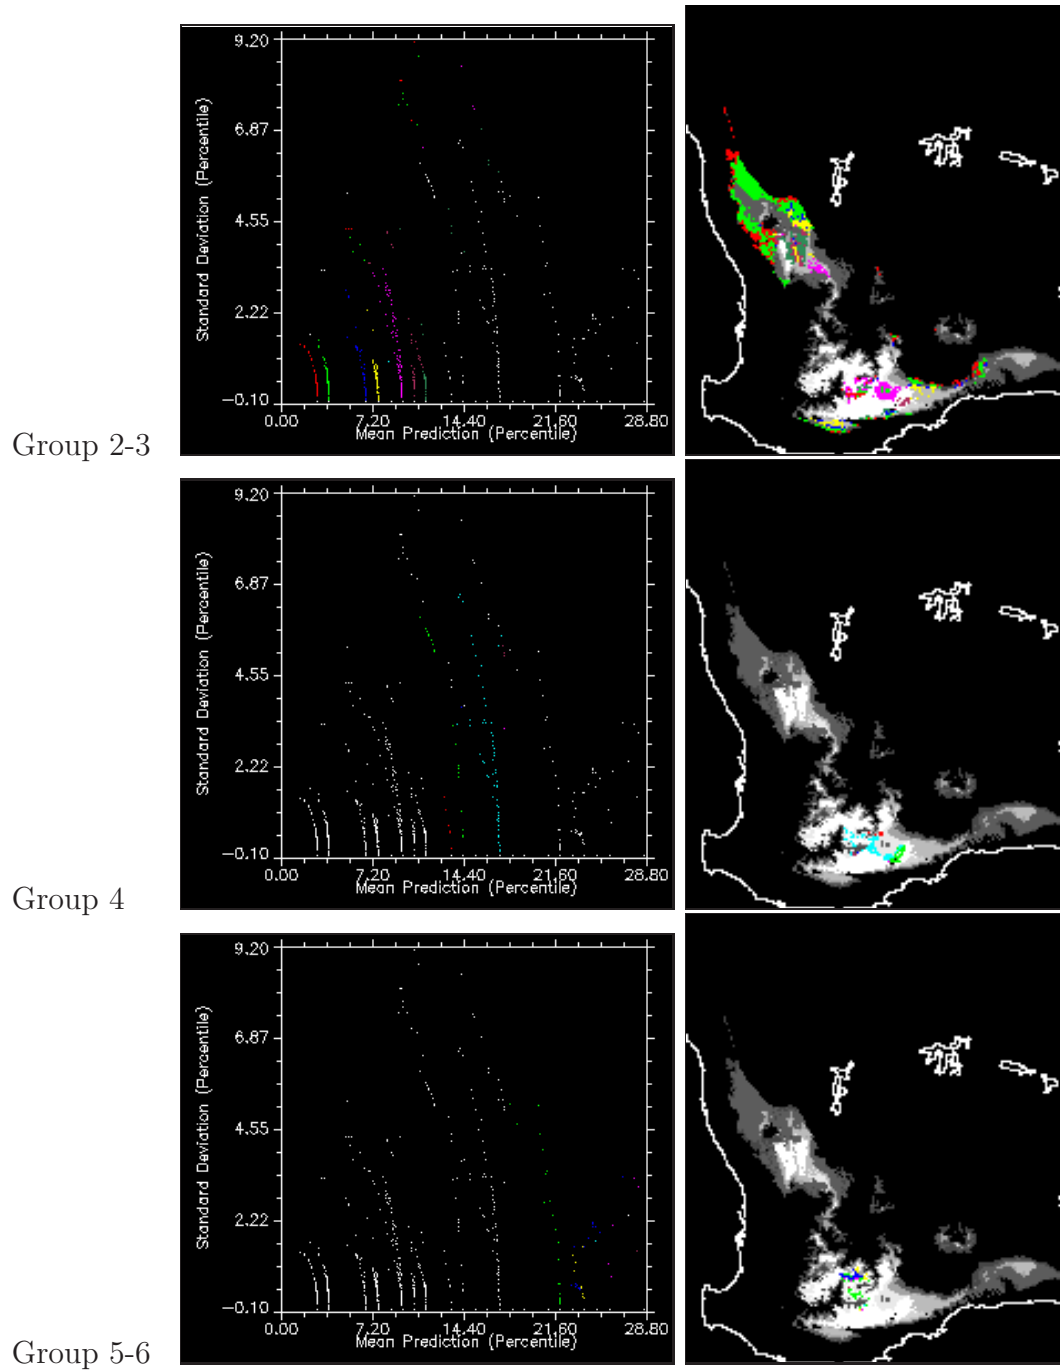 9.20
6.87
4.55
2.22
-0.10
Standard Deviation (Percentile)
0.00 7.20 14.40 21.60 28.80
Mean Prediction (Percentile)
Group 2-3
9.20
6.87
4.55
2.22
-0.10
Standard Deviation (Percentile)
0.00 7.20 14.40 21.60 28.80
Mean Prediction (Percentile)
Group 4
9.20
6.87
4.55
2.22
-0.10
Standard Deviation (Percentile)
0.00 7.20 14.40 21.60 28.80
Mean Prediction (Percentile)
Group 5-6